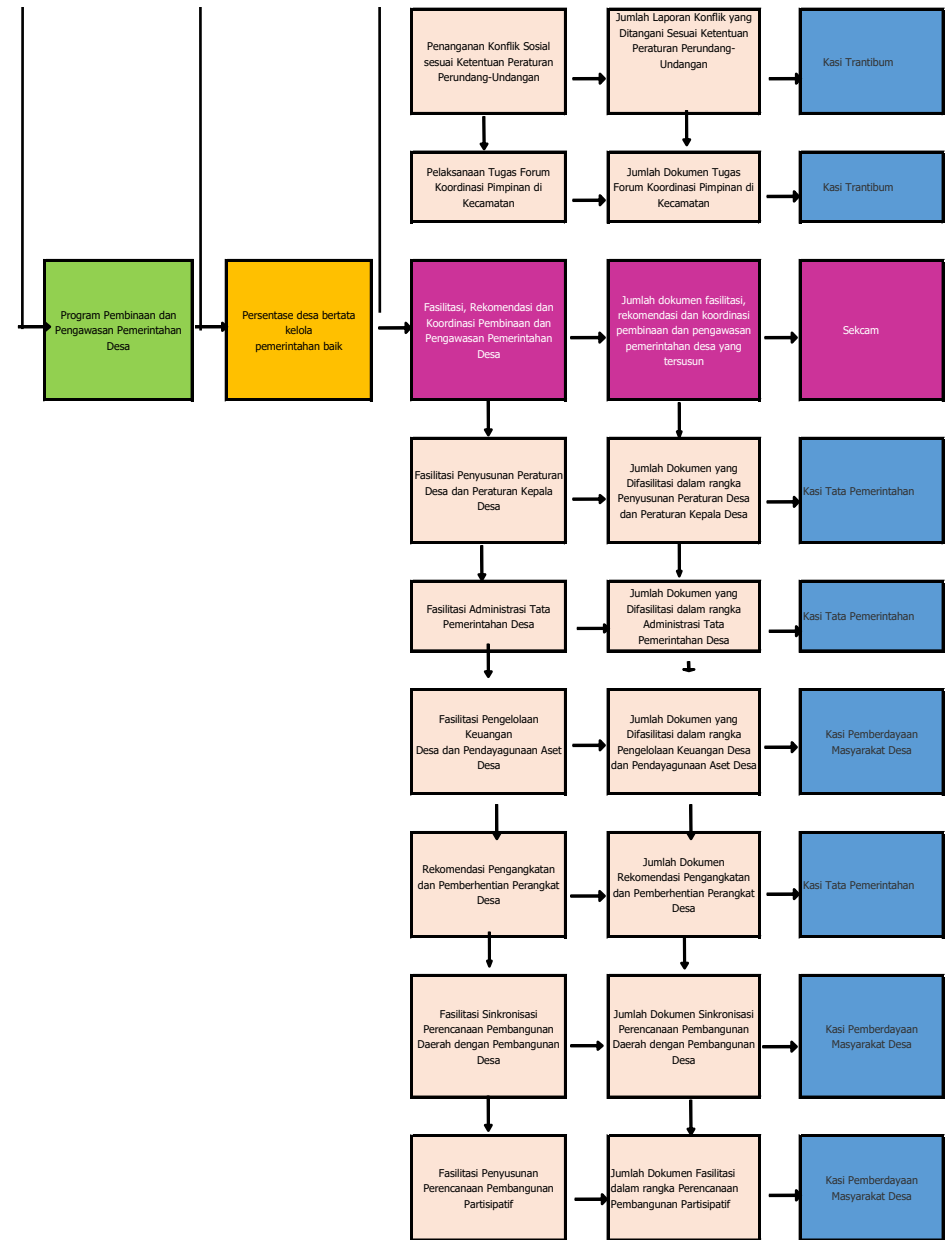 Penanganan Konflik Sosial
sesuai Ketentuan Peraturan
Perundang-Undangan
Jumlah Laporan Konflik yang
Ditangani Sesuai Ketentuan
Peraturan Perundang-
Undangan
Kasi Trantibum
Pelaksanaan Tugas Forum
Koordinasi Pimpinan di
Kecamatan
Jumlah Dokumen Tugas
Forum Koordinasi Pimpinan di
Kecamatan
Kasi Trantibum
Program Pembinaan dan
Pengawasan Pemerintahan
Desa
Persentase desa bertata
kelola
pemerintahan baik
Fasilitasi, Rekomendasi dan
Koordinasi Pembinaan dan
Pengawasan Pemerintahan
Desa
Jumlah dokumen fasilitasi,
rekomendasi dan koordinasi
pembinaan dan pengawasan
pemerintahan desa yang
tersusun
Sekcam
Fasilitasi Penyusunan Peraturan
Desa dan Peraturan Kepala
Desa
Jumlah Dokumen yang
Difasilitasi dalam rangka
Penyusunan Peraturan Desa
dan Peraturan Kepala Desa
Kasi Tata Pemerintahan
Fasilitasi Administrasi Tata
Pemerintahan Desa
Jumlah Dokumen yang
Difasilitasi dalam rangka
Administrasi Tata
Pemerintahan Desa
Kasi Tata Pemerintahan
Fasilitasi Pengelolaan
Keuangan
Desa dan Pendayagunaan Aset
Desa
Jumlah Dokumen yang
Difasilitasi dalam rangka
Pengelolaan Keuangan Desa
dan Pendayagunaan Aset Desa
Kasi Pemberdayaan
Masyarakat Desa
Rekomendasi Pengangkatan
dan Pemberhentian Perangkat
Desa
Jumlah Dokumen
Rekomendasi Pengangkatan
dan Pemberhentian Perangkat
Desa
Kasi Tata Pemerintahan
Fasilitasi Sinkronisasi
Perencanaan Pembangunan
Daerah dengan Pembangunan
Desa
Jumlah Dokumen Sinkronisasi
Perencanaan Pembangunan
Daerah dengan Pembangunan
Desa
Kasi Pemberdayaan
Masyarakat Desa
Fasilitasi Penyusunan
Perencanaan Pembangunan
Partisipatif
Jumlah Dokumen Fasilitasi
dalam rangka Perencanaan
Pembangunan Partisipatif
Kasi Pemberdayaan
Masyarakat Desa